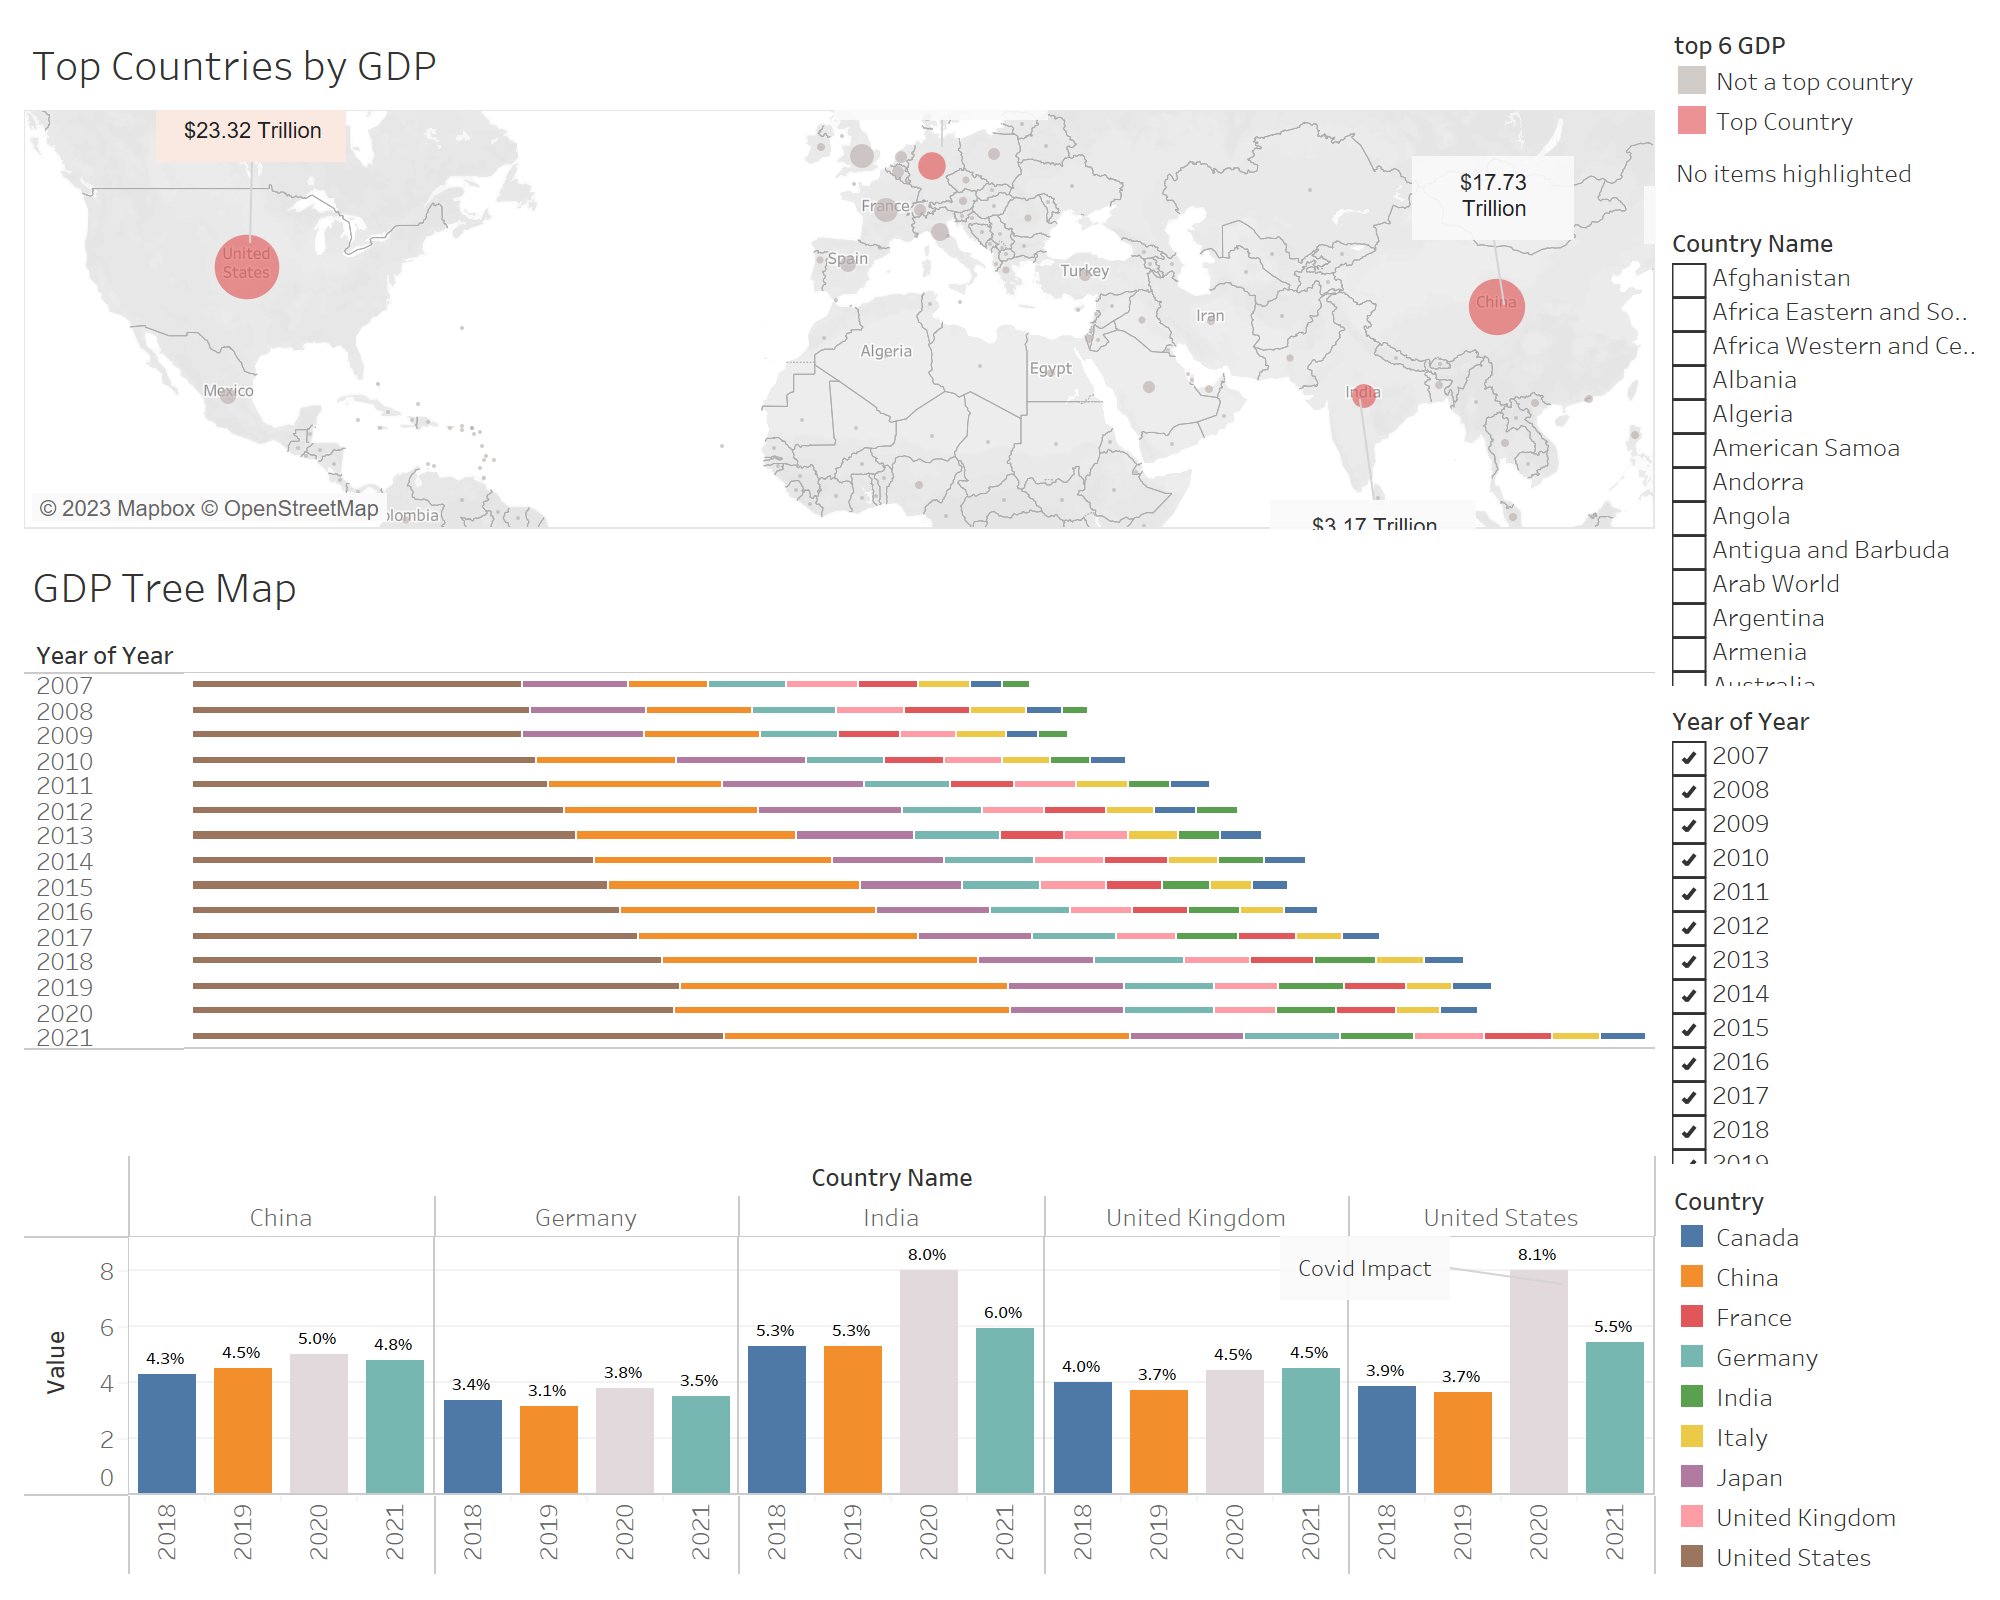 Top Countries by GDP
$23.32 Trillion
$17.73
Trillion
United
States
France
Spain
Turkey
China
Iran
Algeria
Egypt
India
Mexico
© 2023 Mapbox © OpenStreetMap
lombia
$3.17 Trillion
top 6 GDP
Not a top country
Top Country
No items highlighted
Country Name
Afghanistan
Africa Eastern and So..
Africa Western and Ce..
Albania
Algeria
American Samoa
Andorra
Angola
Antigua and Barbuda
Arab World
Argentina
Armenia
Australia
GDP Tree Map
Year of Year
2007
2008
2009
2010
2011
2012
2013
2014
2015
2016
2017
2018
2019
2020
2021
Year of Year
2007
2008
2009
2010
2011
2012
2013
2014
2015
2016
2017
2018
2019
Country Name
China Germany India United Kingdom United States
Value
8
6
4
2
0
4.3% 4.5% 5.0% 4.8%
3.4% 3.1% 3.8% 3.5%
5.3% 5.3% 8.0% 6.0%
4.0% 3.7% 4.5% 4.5%
Covid Impact
3.9% 3.7% 8.1% 5.5%
2018 2019 2020 2021 2018 2019 2020 2021 2018 2019 2020 2021 2018 2019 2020 2021 2018 2019 2020 2021
Country
Canada
China
France
Germany
India
Italy
Japan
United Kingdom
United States